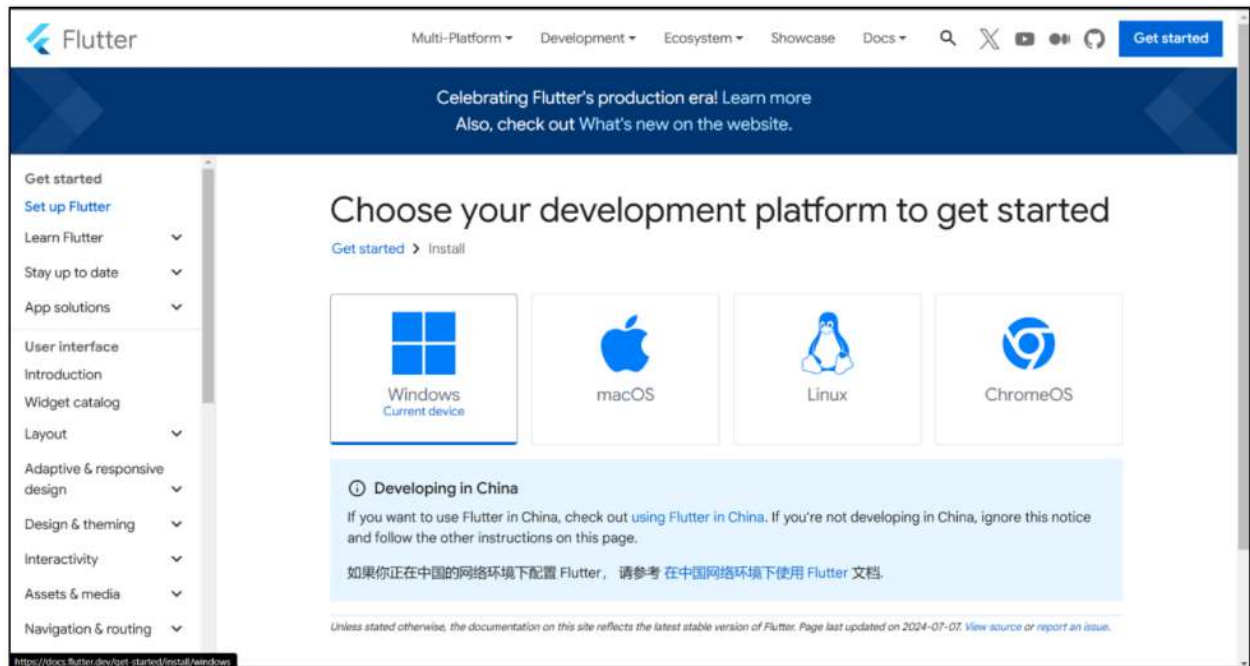 Flutter
Multi-Platform
Development
Ecosystem
Showcase
Docs
Get started
Celebrating Flutter's production era! Learn more
Also, check out What's new on the website.
Get started
Set up Flutter
Learn Flutter
Stay up to date
App solutions
User interface
Introduction
Widget catalog
Layout
Adaptive & responsive
design
Design & theming
Interactivity
Assets & media
Navigation & routing
Choose your development platform to get started
Get started > Install
Windows
Current device
macOS
Linux
ChromeOS
Developing in China
If you want to use Flutter in China, check out using Flutter in China. If you're not developing in China, ignore this notice
and follow the other instructions on this page.
如果你正在中国的网络环境下配置 Flutter， 请参考 在中国网络环境下使用 Flutter 文档.
Unless stated otherwise, the documentation on this site reflects the latest stable version of Flutter. Page last updated on 2024-07-07. View source or report an issue.
https://docs.flutter.dev/get-started/install/windows